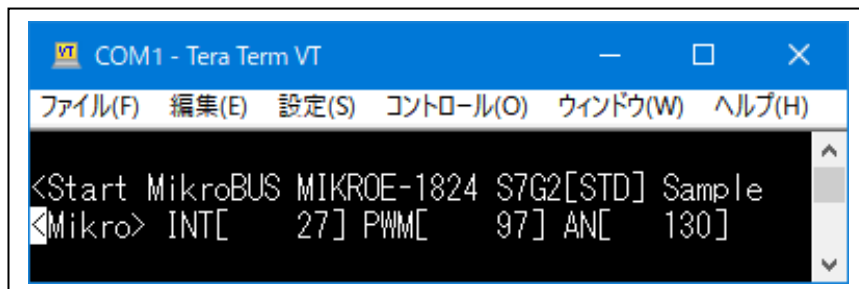 COM1 - Tera Term VT
ファイル(F) 編集(E) 設定(S) コントロール(O) ウィンドウ(W) ヘルプ(H)
<Start MikroBUS MIKROE-1824 S7G2[STD] Sample
<Mikro> INT[    27] PWM[    97] AN[   130]